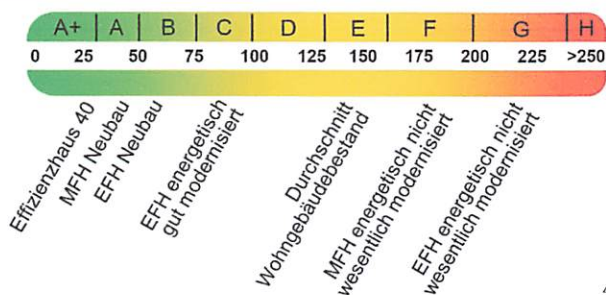 A+ A B C D E F G H
0 25 50 75 100 125 150 175 200 225 >250
Effizienzhaus 40
MFH Neubau
EFH Neubau
EFH energetisch
gut modernisiert
Durchschnitt
Wohngebäudebestand
MFH energetisch nicht
wesentlich modernisiert
EFH energetisch nicht
wesentlich modernisiert